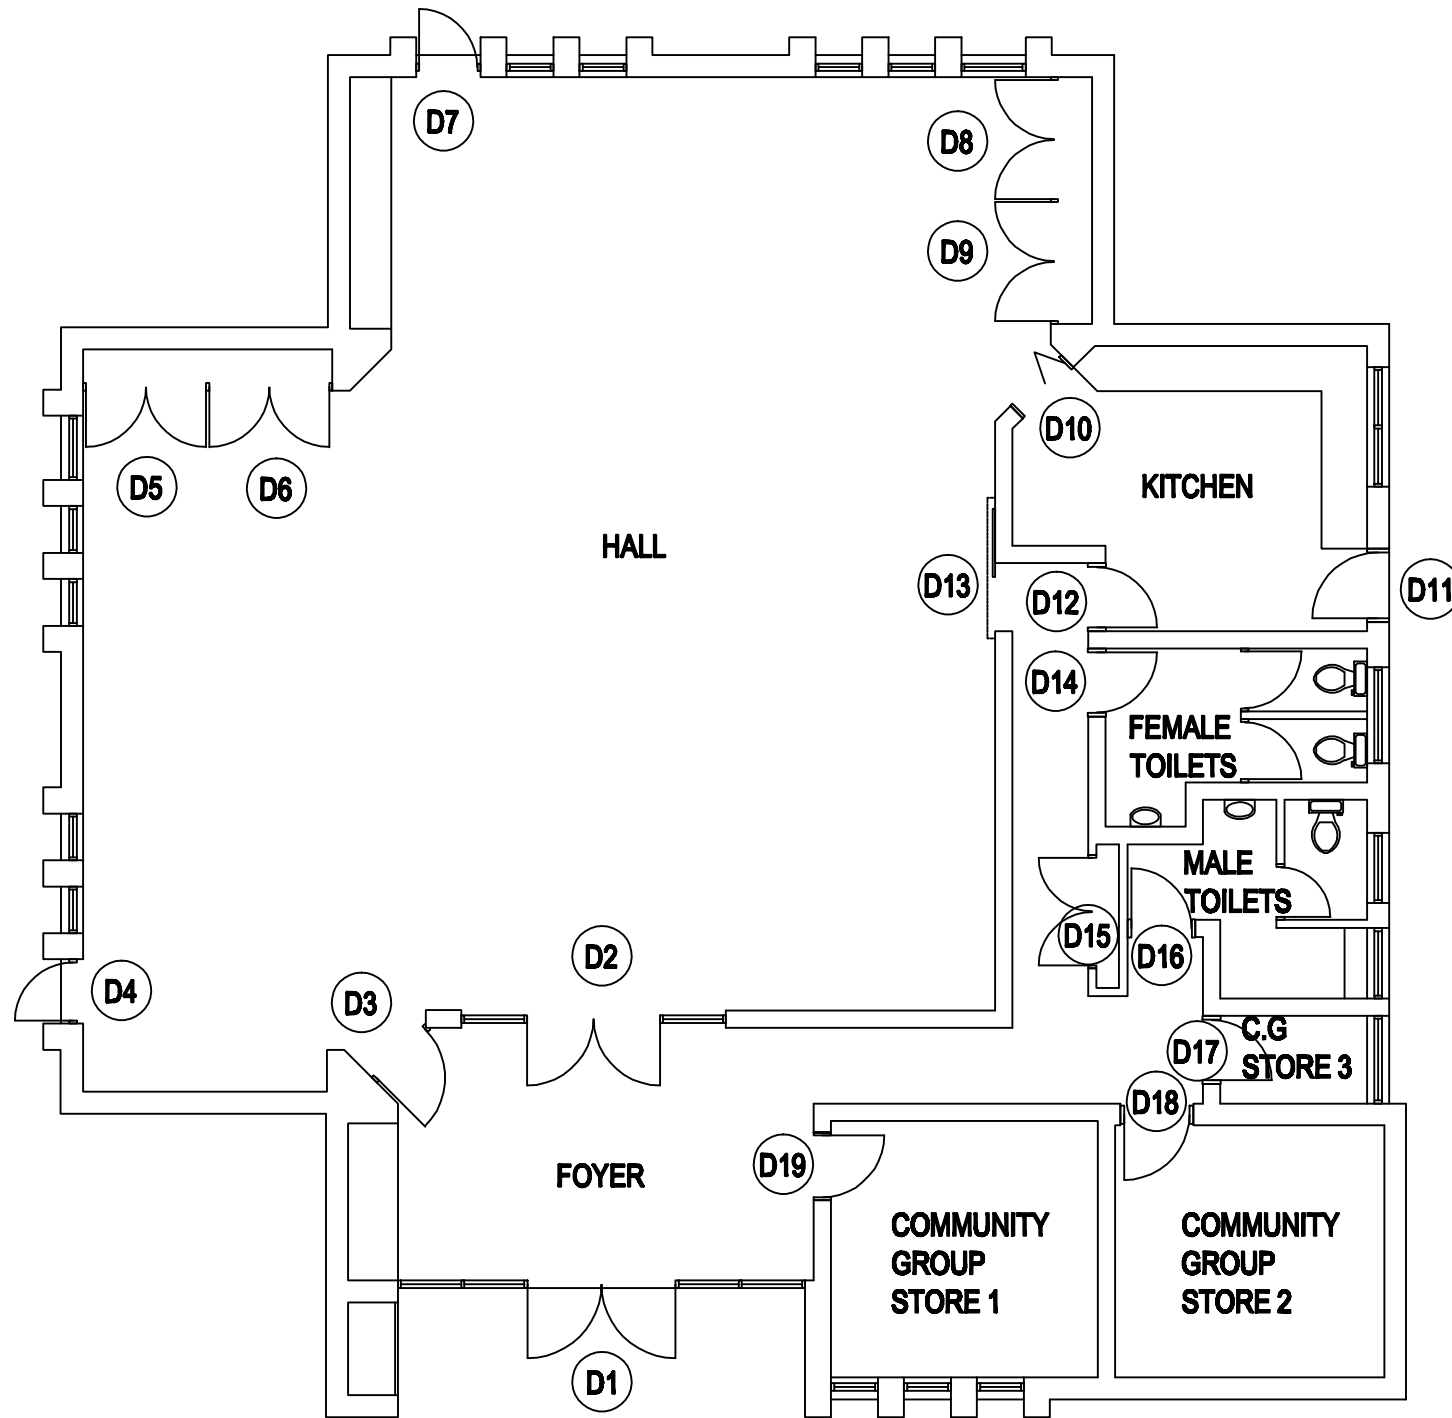 D7
D8
D9
D10
D5
D6
KITCHEN
HALL
D13
D12
D11
D14
FEMALE
TOILETS
MALE
TOILETS
D15
D16
D2
D4
D3
C.G
STORE 3
D17
D18
D19
FOYER
COMMUNITY
GROUP
STORE 1
COMMUNITY
GROUP
STORE 2
D1